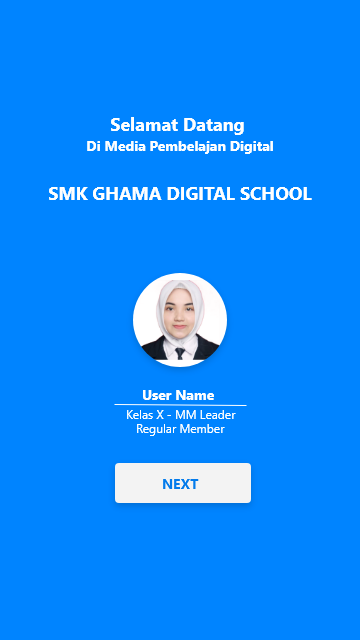 Selamat Datang
Di Media Pembelajan Digital
SMK GHAMA DIGITAL SCHOOL
User Name
Kelas X - MM Leader
Regular Member
NEXT